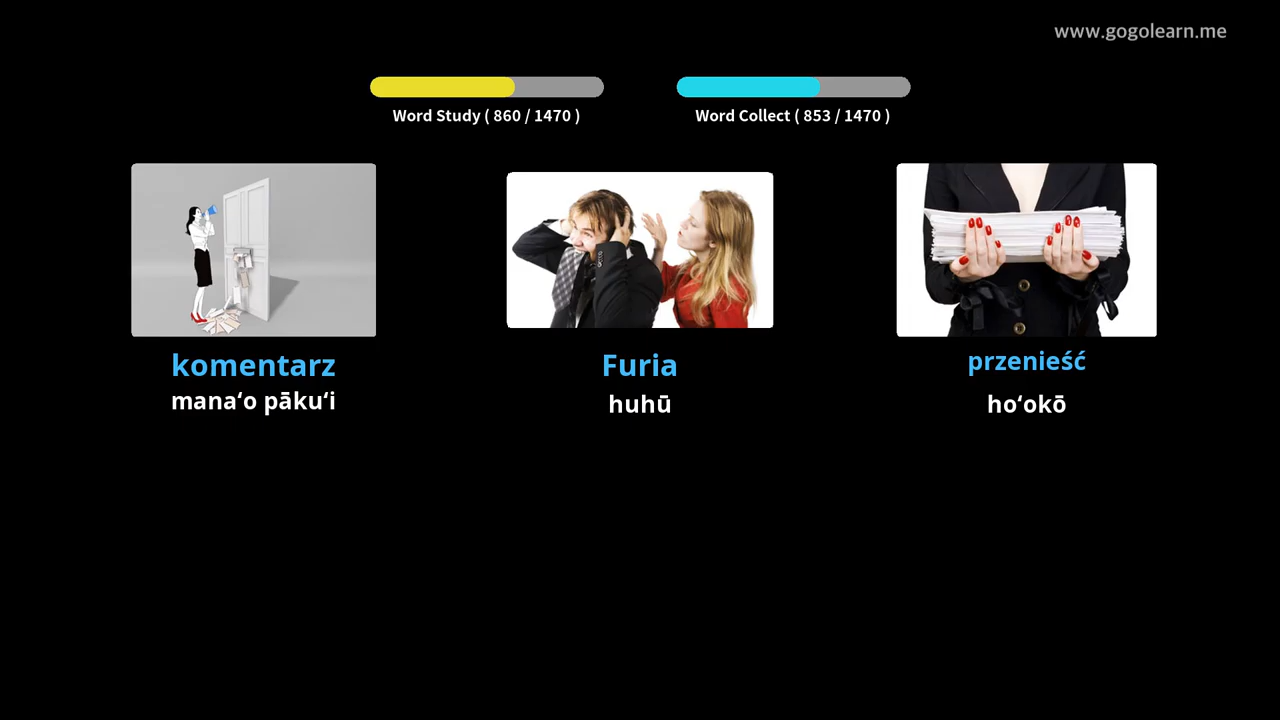 www.gogolearn.me
Word Study ( 860 / 1470 )
Word Collect ( 853 / 1470 )
komentarz
manaʻo pākuʻi
Furia
huhū
przenieść
hoʻokō